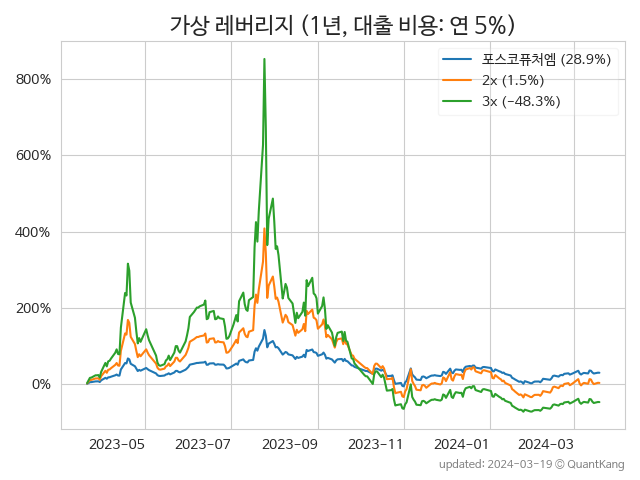 가상 레버리지 (1년, 대출 비용: 연 5%)
포스코퓨처엠 (28.9%)
2x (1.5%)
3x (-48.3%)
800%
600%
400%
200%
0%
2023-05 2023-07 2023-09 2023-11 2024-01 2024-03
updated: 2024-03-19 © QuantKang